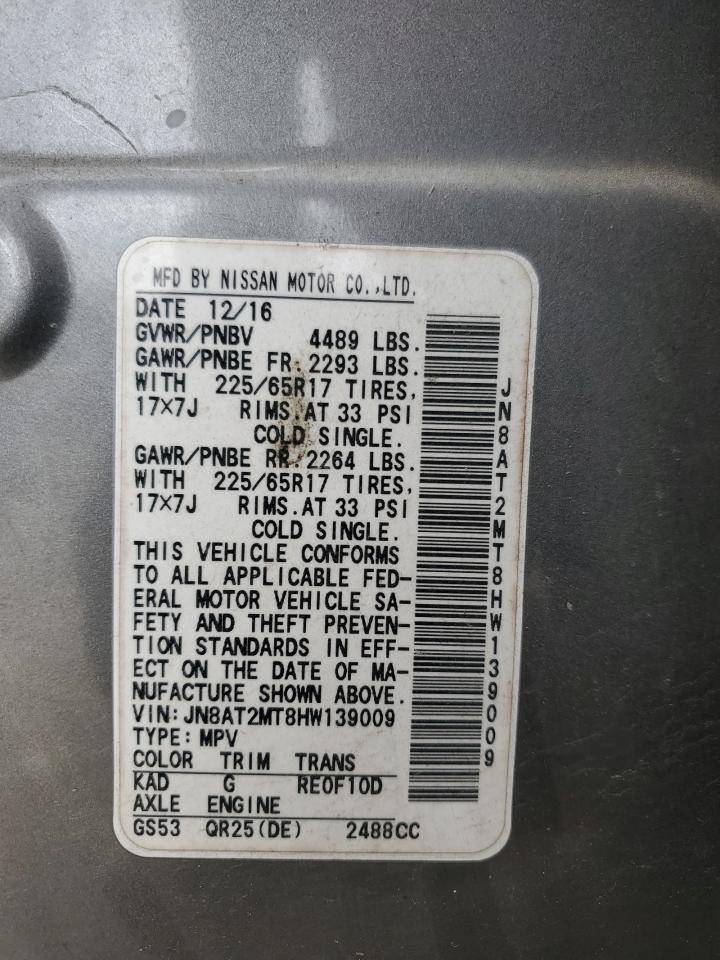 MFD BY NISSAN MOTOR CO.,LTD.
DATE 12/16
GVWR/PNBV 4489 LBS.
GAWR/PNBE FR.2293 LBS.
WITH 225/65R17 TIRES,
17×7J RIMS.AT 33 PSI
COLD SINGLE.
GAWR/PNBE RR.2264 LBS.
WITH 225/65R17 TIRES,
17×7J RIMS.AT 33 PSI
COLD SINGLE.
THIS VEHICLE CONFORMS
TO ALL APPLICABLE FED-
ERAL MOTOR VEHICLE SA-
FETY AND THEFT PREVEN-
TION STANDARDS IN EFF-
ECT ON THE DATE OF MA-
NUFACTURE SHOWN ABOVE.
VIN:JN8AT2MT8HW139009
TYPE:MPV
COLOR TRIM TRANS
KAD G RE0F10D
AXLE ENGINE
GS53 QR25(DE) 2488CC
JN8AT2MT8HW139009